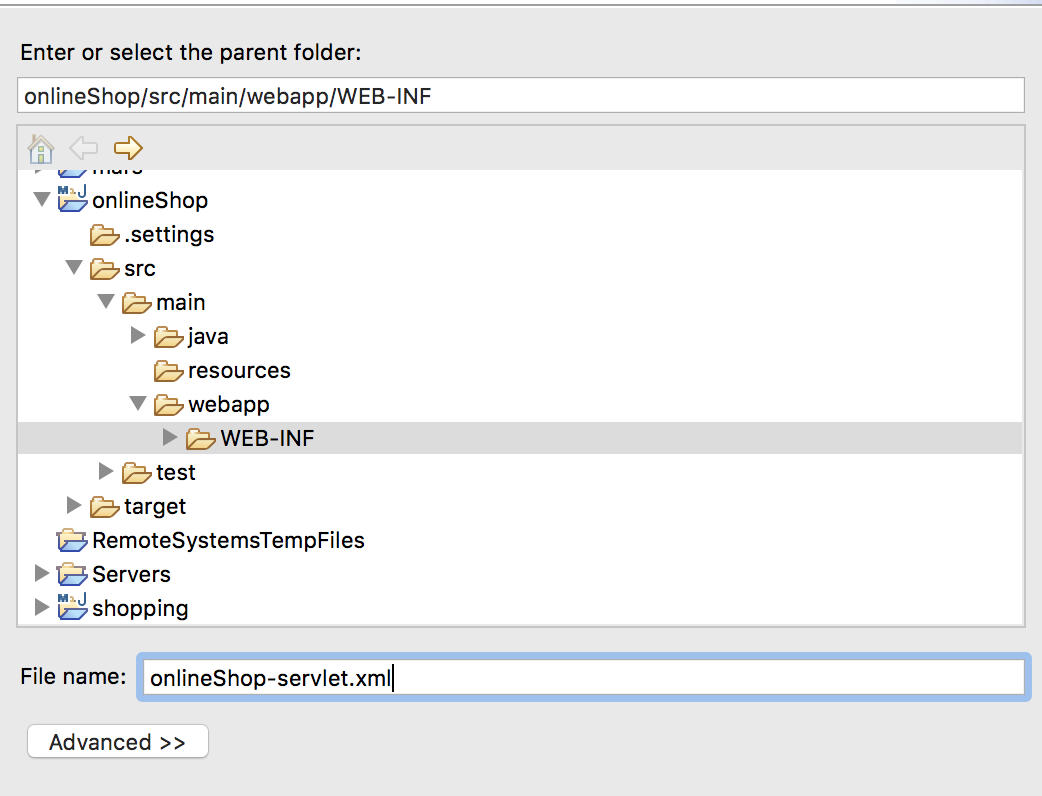 Enter or select the parent folder:
onlineShop/src/main/webapp/WEB-INF
onlineShop
.settings
src
main
java
resources
webapp
WEB-INF
test
target
RemoteSystemsTempFiles
Servers
shopping
File name: onlineShop-servlet.xml
Advanced >>